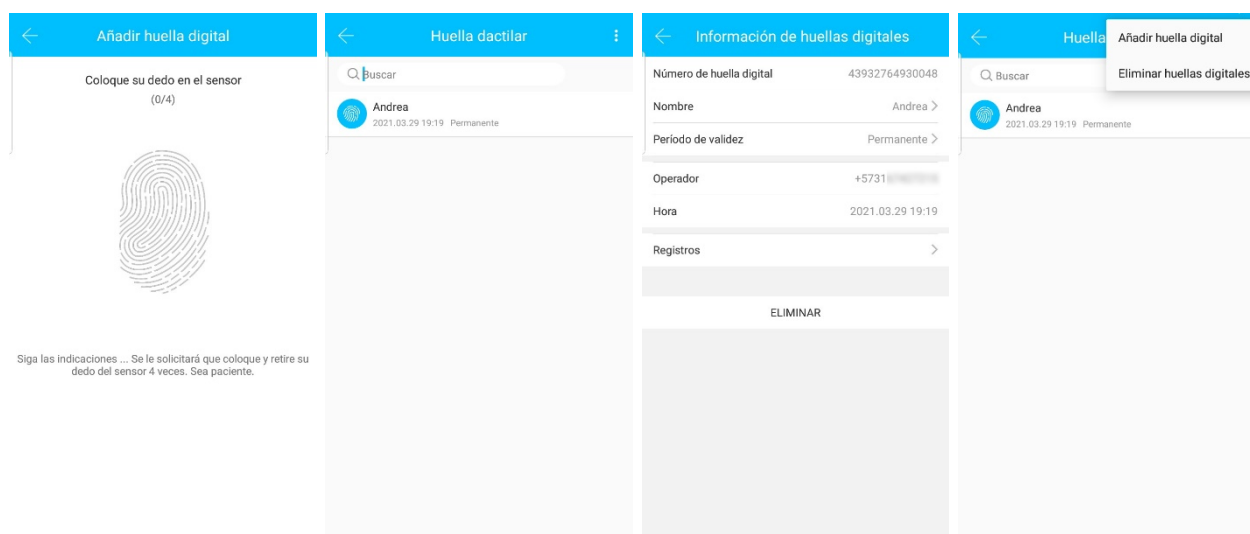 Añadir huella digital
Coloque su dedo en el sensor
(0/4)
Siga las indicaciones ... Se le solicitará que coloque y retire su
dedo del sensor 4 veces. Sea paciente.
Huella dactilar
Buscar
Andrea
2021.03.29 19:19 Permanente
Información de huellas digitales
Número de huella digital 43932764930048
Nombre Andrea
Período de validez Permanente
Operador +5731
Hora 2021.03.29 19:19
Registros
ELIMINAR
Huella
Añadir huella digital
Eliminar huellas digitales
Buscar
Andrea
2021.03.29 19:19 Permanente